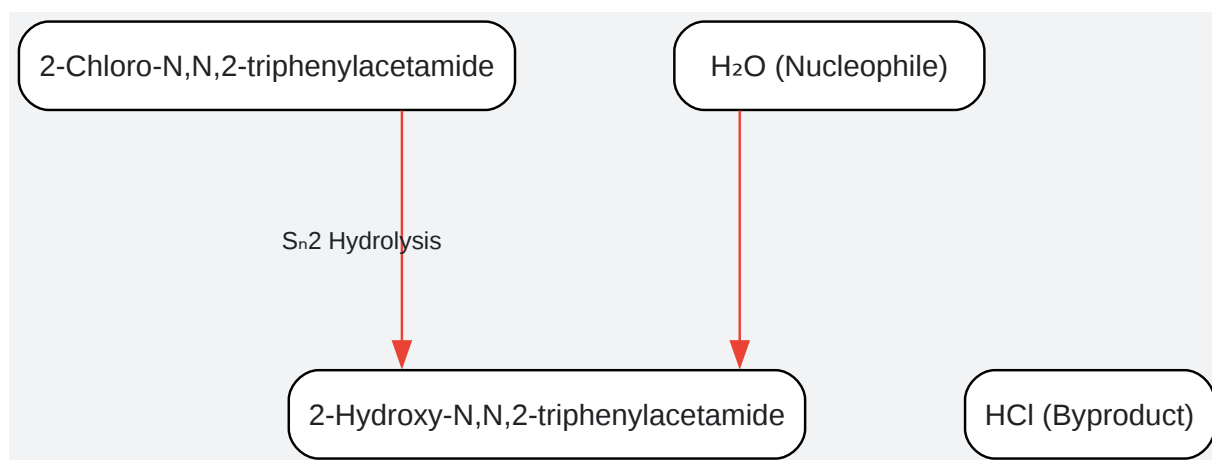 2-Chloro-N,N,2-triphenylacetamide
H₂O (Nucleophile)
Sₙ2 Hydrolysis
2-Hydroxy-N,N,2-triphenylacetamide
HCl (Byproduct)